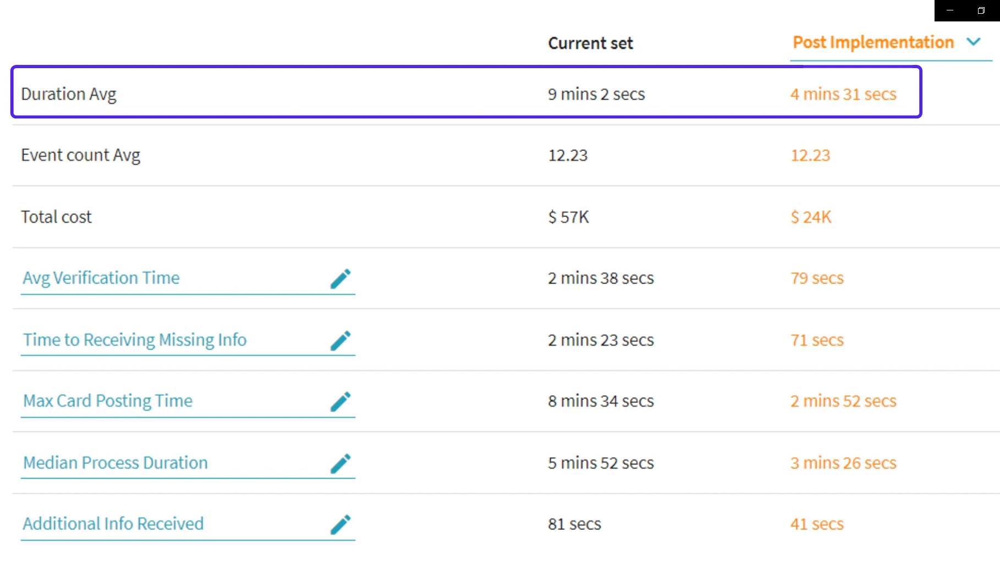 Current set Post Implementation
Duration Avg 9 mins 2 secs 4 mins 31 secs
Event count Avg 12.23 12.23
Total cost $ 57K $ 24K
Avg Verification Time 2 mins 38 secs 79 secs
Time to Receiving Missing Info 2 mins 23 secs 71 secs
Max Card Posting Time 8 mins 34 secs 2 mins 52 secs
Median Process Duration 5 mins 52 secs 3 mins 26 secs
Additional Info Received 81 secs 41 secs